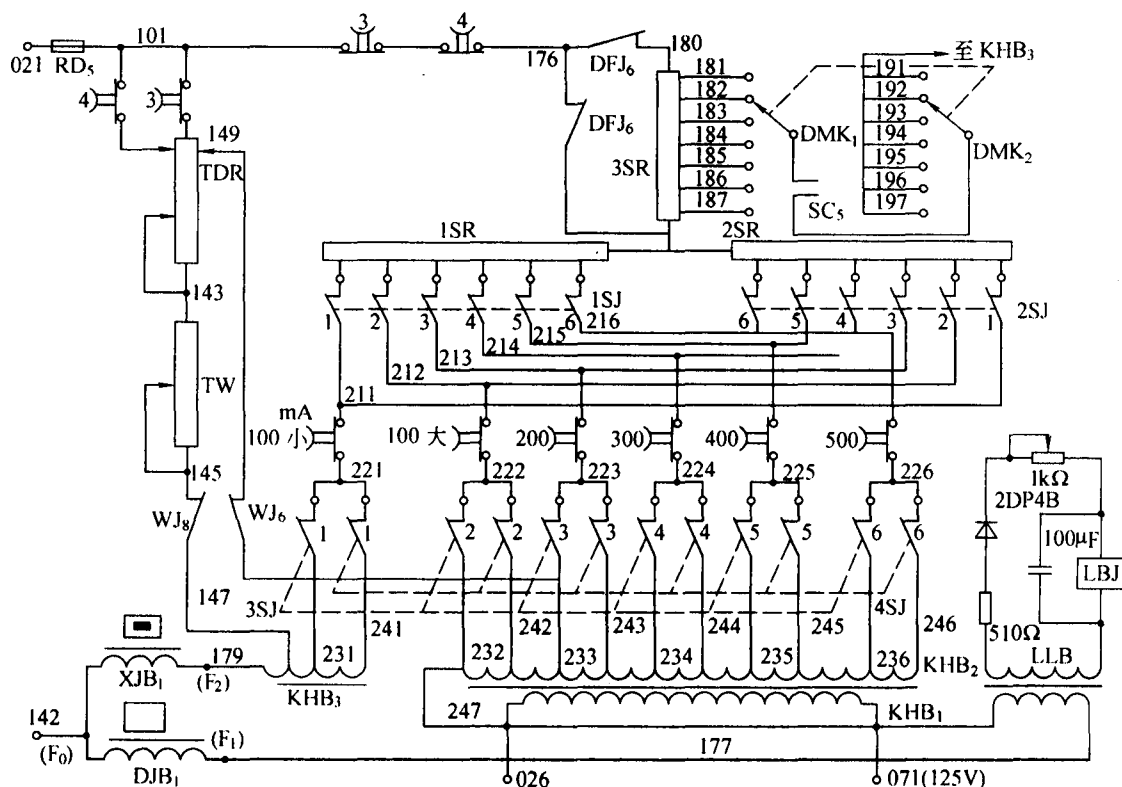 3
4
101
021
RD5
176
180
DFJ6
至 KHB3
4
3
149
TDR
DFJ6
3SR
181
182
183
184
185
186
187
DMK1
SC5
191
192
193
194
195
196
197
DMK2
1SR
2SR
143
1 2 3 4 5 6
1SJ
216
6 5 4 3 2 1
2SJ
215
214
213
212
211
TW
145
mA
100 小
100 大
200
300
400
500
221
222
223
224
225
226
WJ8
WJ6
1 1
2 2 3 3 4 4 5 5 6 6
1kΩ
2DP4B
100μF
LBJ
510Ω
LLB
147
3SJ
4SJ
241
242
243
244
245
246
179
(F2)
XJB1
231
KHB3
232
233
234
235
236
KHB2
247
KHB1
142
(F0)
(F1)
DJB1
177
026
071(125V)